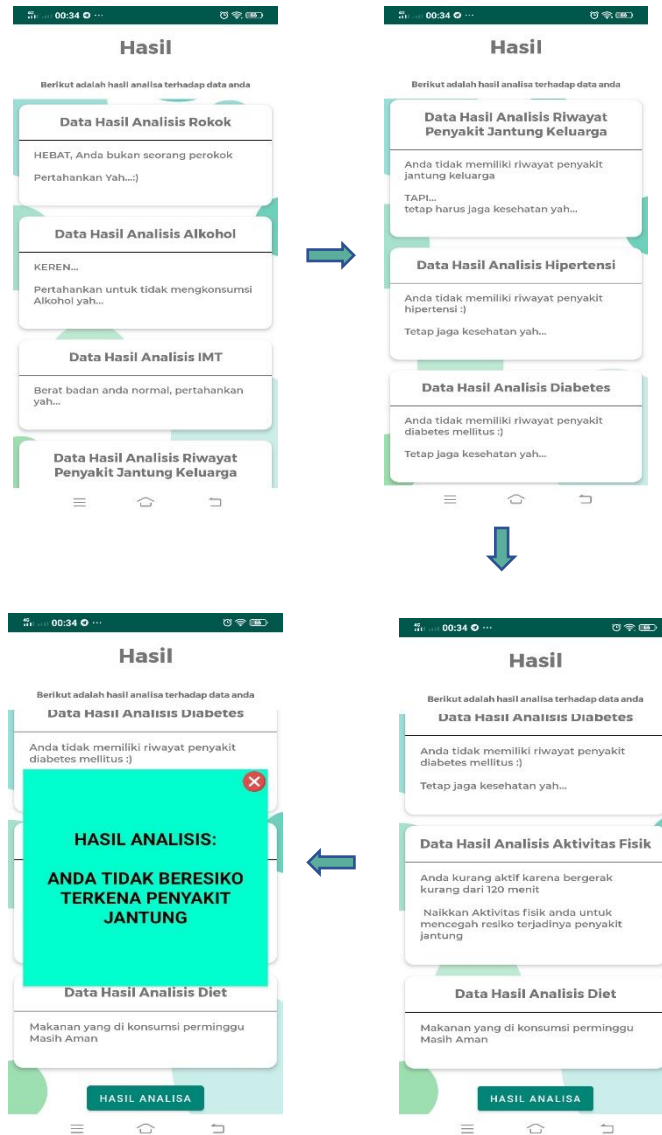 4G 00:34 ...
Hasil
Berikut adalah hasil analisa terhadap data anda
Data Hasil Analisis Rokok
HEBAT, Anda bukan seorang perokok
Pertahankan Yah...:)
Data Hasil Analisis Alkohol
KEREN...
Pertahankan untuk tidak mengkonsumsi
Alkohol yah...
Data Hasil Analisis IMT
Berat badan anda normal, pertahankan
yah...
Data Hasil Analisis Riwayat
Penyakit Jantung Keluarga
4G 00:34 ...
Hasil
Berikut adalah hasil analisa terhadap data anda
Data Hasil Analisis Riwayat
Penyakit Jantung Keluarga
Anda tidak memiliki riwayat penyakit
jantung keluarga
TAPI...
tetap harus jaga kesehatan yah...
Data Hasil Analisis Hipertensi
Anda tidak memiliki riwayat penyakit
hipertensi :)
Tetap jaga kesehatan yah...
Data Hasil Analisis Diabetes
Anda tidak memiliki riwayat penyakit
diabetes mellitus :)
Tetap jaga kesehatan yah...
4G 00:34 ...
Hasil
Berikut adalah hasil analisa terhadap data anda
Data Hasil Analisis Diabetes
Anda tidak memiliki riwayat penyakit
diabetes mellitus :)
HASIL ANALISIS:
ANDA TIDAK BERESIKO
TERKENA PENYAKIT
JANTUNG
Data Hasil Analisis Diet
Makanan yang di konsumsi perminggu
Masih Aman
HASIL ANALISA
4G 00:34 ...
Hasil
Berikut adalah hasil analisa terhadap data anda
Data Hasil Analisis Diabetes
Anda tidak memiliki riwayat penyakit
diabetes mellitus :)
Tetap jaga kesehatan yah...
Data Hasil Analisis Aktivitas Fisik
Anda kurang aktif karena bergerak
kurang dari 120 menit
Naikkan Aktivitas fisik anda untuk
mencegah resiko terjadinya penyakit
jantung
Data Hasil Analisis Diet
Makanan yang di konsumsi perminggu
Masih Aman
HASIL ANALISA